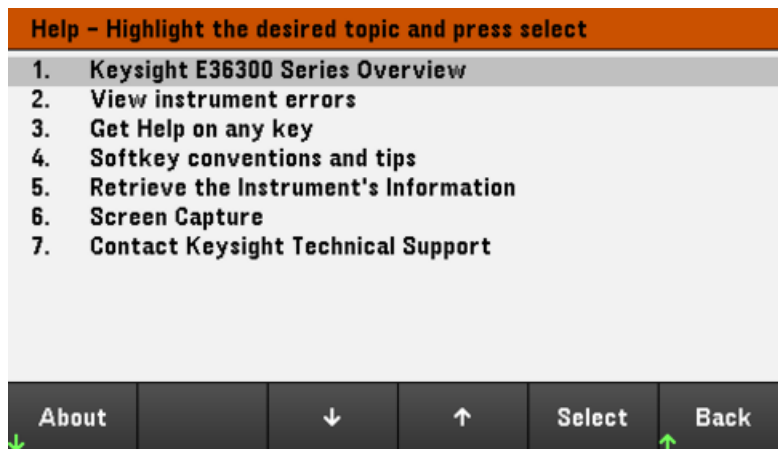 Help - Highlight the desired topic and press select
1. Keysight E36300 Series Overview
2. View instrument errors
3. Get Help on any key
4. Softkey conventions and tips
5. Retrieve the Instrument's Information
6. Screen Capture
7. Contact Keysight Technical Support
About ↓ ↑ Select Back